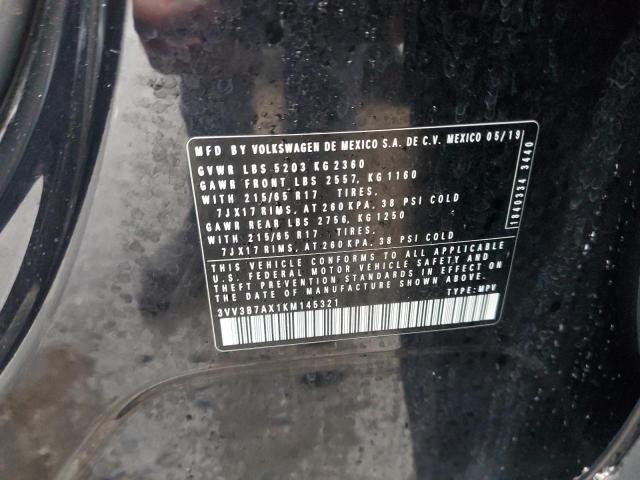 MFD BY VOLKSWAGEN DE MEXICO S.A. DE C.V. MEXICO 05/19
GVWR LBS 5203 KG 2360
GAWR FRONT LBS 2557, KG 1160
WITH 215/65 R17 TIRES.
7JX17 RIMS, AT 260 KPA, 38 PSI COLD
GAWR REAR LBS 2756, KG 1250
WITH 215/65 R17 TIRES.
7JX17 RIMS, AT 260 KPA, 38 PSI COLD
THIS VEHICLE CONFORMS TO ALL APPLICABLE
U.S. FEDERAL MOTOR VEHICLE SAFETY AND
THEFT PREVENTION STANDARDS IN EFFECT ON
THE DATE OF MANUFACTURE SHOWN ABOVE.
3VV3B7AX1KM145321 TYPE: MPV
1840334 3440